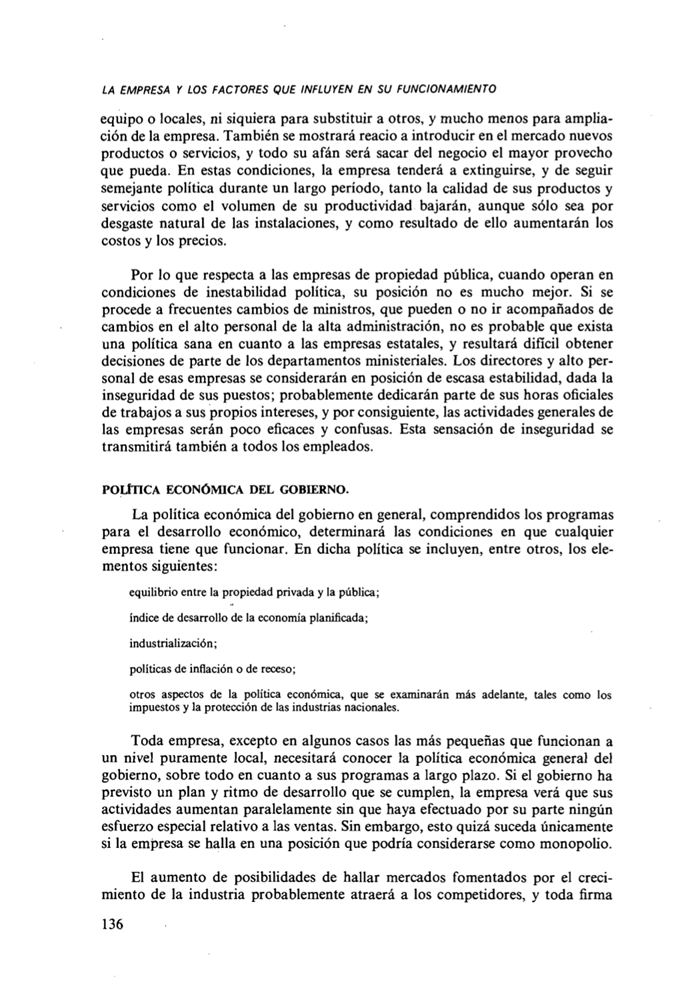 LA EMPRESA Y LOS FACTORES QUE INFLUYEN EN SU FUNCIONAMIENTO
equipo o locales, ni siquiera para substituir a otros, y mucho menos para amplia-
ción de la empresa. También se mostrará reacio a introducir en el mercado nuevos
productos o servicios, y todo su afán será sacar del negocio el mayor provecho
que pueda. En estas condiciones, la empresa tenderá a extinguirse, y de seguir
semejante política durante un largo período, tanto la calidad de sus productos y
servicios como el volumen de su productividad bajarán, aunque sólo sea por
desgaste natural de las instalaciones, y como resultado de ello aumentarán los
costos y los precios.
Por lo que respecta a las empresas de propiedad pública, cuando operan en
condiciones de inestabilidad política, su posición no es mucho mejor. Si se
procede a frecuentes cambios de ministros, que pueden o no ir acompañados de
cambios en el alto personal de la alta administración, no es probable que exista
una política sana en cuanto a las empresas estatales, y resultará difícil obtener
decisiones de parte de los departamentos ministeriales. Los directores y alto per-
sonal de esas empresas se considerarán en posición de escasa estabilidad, dada la
inseguridad de sus puestos; probablemente dedicarán parte de sus horas oficiales
de trabajos a sus propios intereses, y por consiguiente, las actividades generales de
las empresas serán poco eficaces y confusas. Esta sensación de inseguridad se
transmitirá también a todos los empleados.
POLÍTICA ECONÓMICA DEL GOBIERNO.
La política económica del gobierno en general, comprendidos los programas
para el desarrollo económico, determinará las condiciones en que cualquier
empresa tiene que funcionar. En dicha política se incluyen, entre otros, los ele-
mentos siguientes:
equilibrio entre la propiedad privada y la pública;
índice de desarrollo de la economía planificada;
industrialización;
políticas de inflación o de receso;
otros aspectos de la política económica, que se examinarán más adelante, tales como los
impuestos y la protección de las industrias nacionales.
Toda empresa, excepto en algunos casos las más pequeñas que funcionan a
un nivel puramente local, necesitará conocer la política económica general del
gobierno, sobre todo en cuanto a sus programas a largo plazo. Si el gobierno ha
previsto un plan y ritmo de desarrollo que se cumplen, la empresa verá que sus
actividades aumentan paralelamente sin que haya efectuado por su parte ningún
esfuerzo especial relativo a las ventas. Sin embargo, esto quizá suceda únicamente
si la empresa se halla en una posición que podría considerarse como monopolio.
El aumento de posibilidades de hallar mercados fomentados por el creci-
miento de la industria probablemente atraerá a los competidores, y toda firma
136